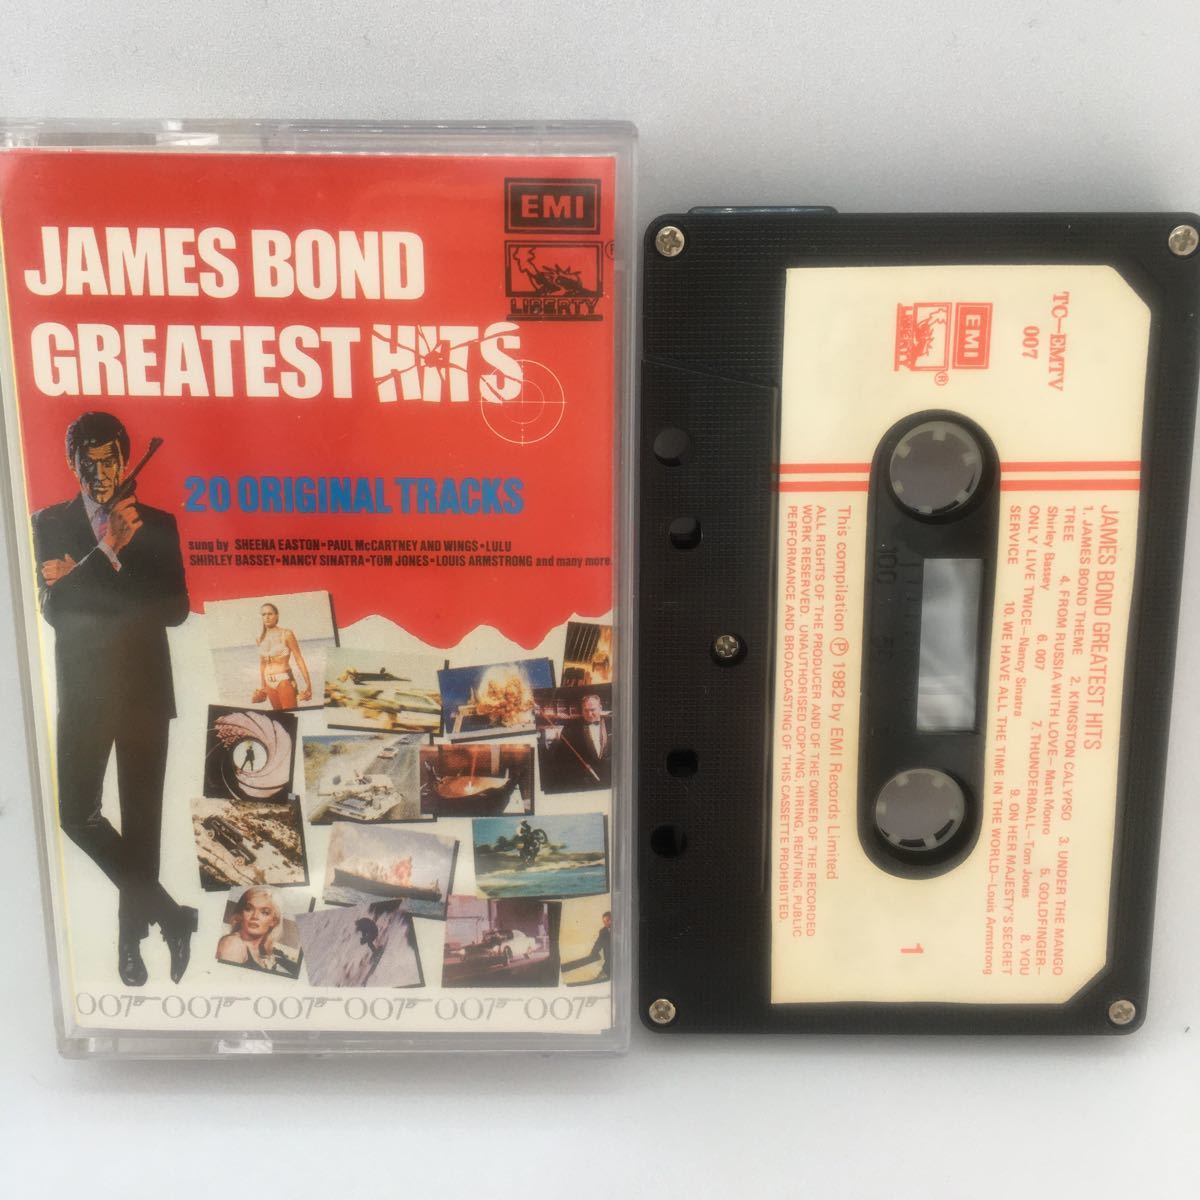 JAMES BOND
GREATEST HITS
EMI
LIBERTY
®
20 ORIGINAL TRACKS
sung by SHEENA EASTON•PAUL McCARTNEY AND WINGS•LULU
SHIRLEY BASSEY•NANCY SINATRA•TOM JONES•LOUIS ARMSTRONG and many more.
007 007 007 007 007 007
TC-EMTV
007
EMI
LIBERTY
®
JAMES BOND GREATEST HITS
1. JAMES BOND THEME 2. KINGSTON CALYPSO 3. UNDER THE MANGO
TREE 4. FROM RUSSIA WITH LOVE- Matt Monro 5. GOLDFINGER-
Shirley Bassey 6. 007 7. THUNDERBALL-Tom Jones 8. YOU
ONLY LIVE TWICE-Nancy Sinatra 9. ON HER MAJESTY'S SECRET
SERVICE 10. WE HAVE ALL THE TIME IN THE WORLD-Louis Armstrong
1
100 50
This compilation Ⓟ 1982 by EMI Records Limited
ALL RIGHTS OF THE PRODUCER AND OF THE OWNER OF THE RECORDED
WORK RESERVED. UNAUTHORISED COPYING, HIRING, RENTING, PUBLIC
PERFORMANCE AND BROADCASTING OF THIS CASSETTE PROHIBITED.